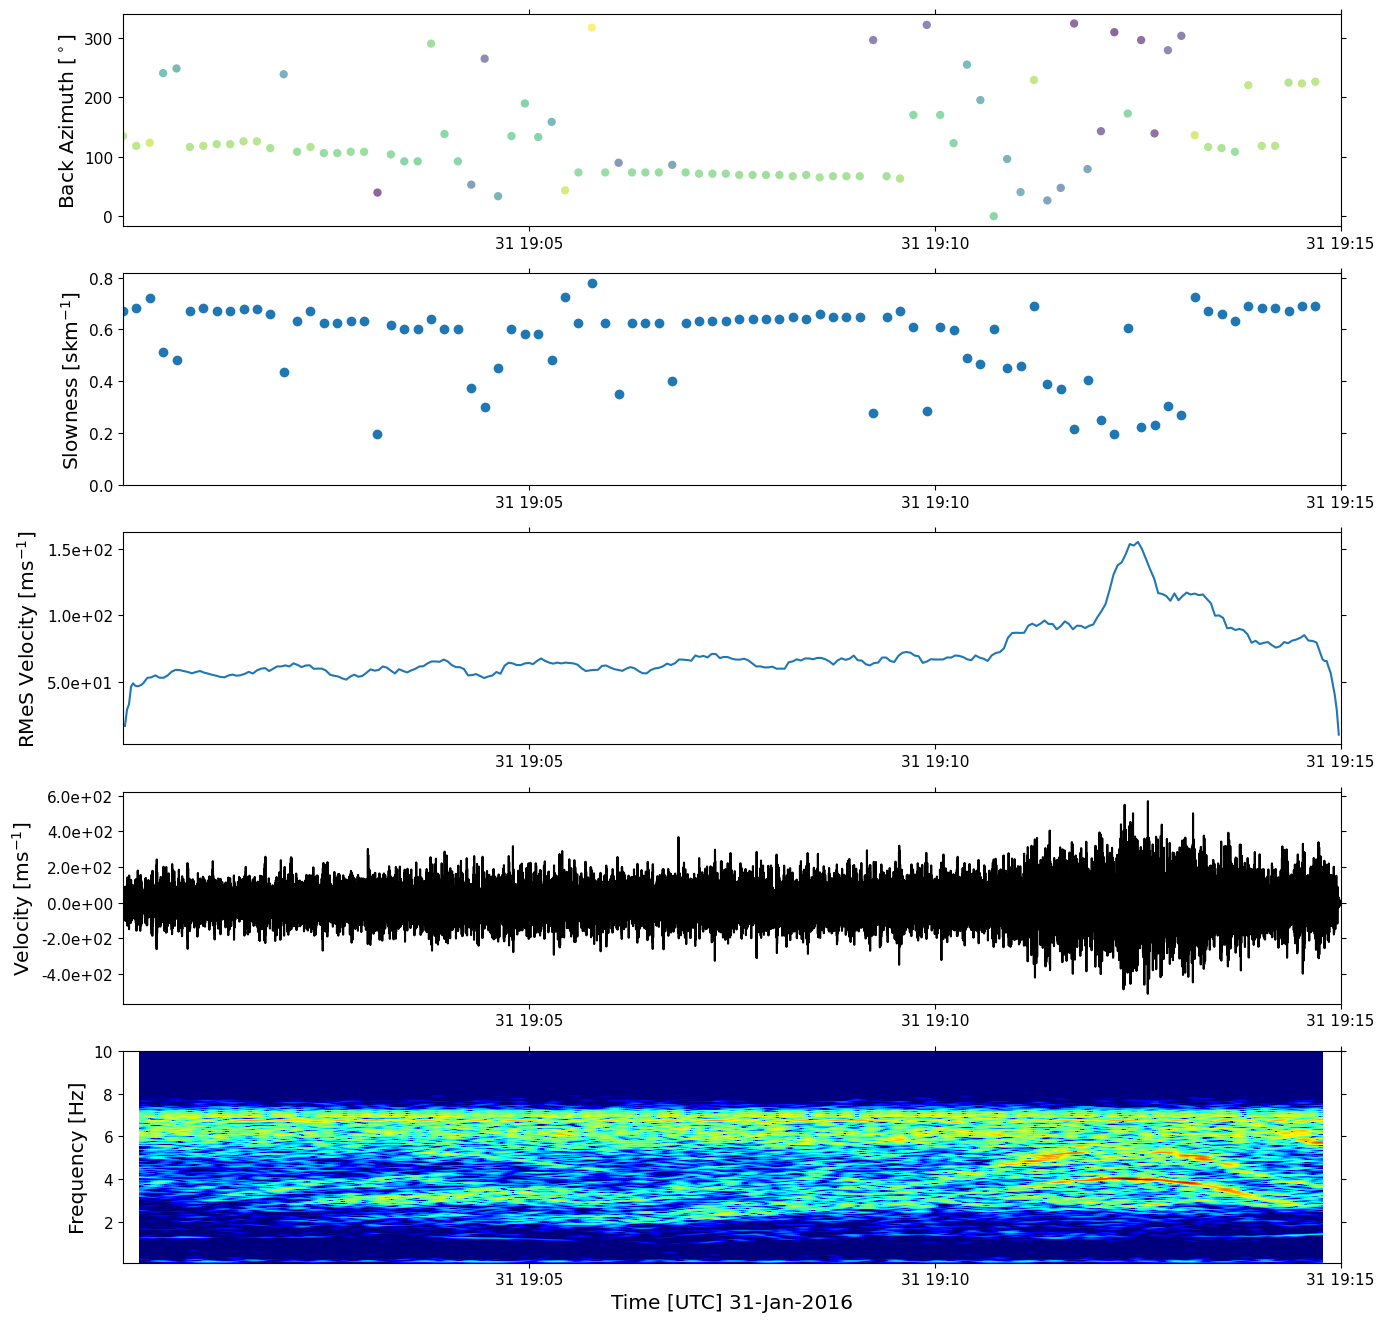 Back Azimuth [ ° ]
300
200
100
0
31 19:05 31 19:10 31 19:15
Slowness [skm⁻¹]
0.8
0.6
0.4
0.2
0.0
31 19:05 31 19:10 31 19:15
RMeS Velocity [ms⁻¹]
1.5e+02
1.0e+02
5.0e+01
31 19:05 31 19:10 31 19:15
Velocity [ms⁻¹]
6.0e+02
4.0e+02
2.0e+02
0.0e+00
-2.0e+02
-4.0e+02
31 19:05 31 19:10 31 19:15
Frequency [Hz]
10
8
6
4
2
31 19:05 31 19:10 31 19:15
Time [UTC] 31-Jan-2016